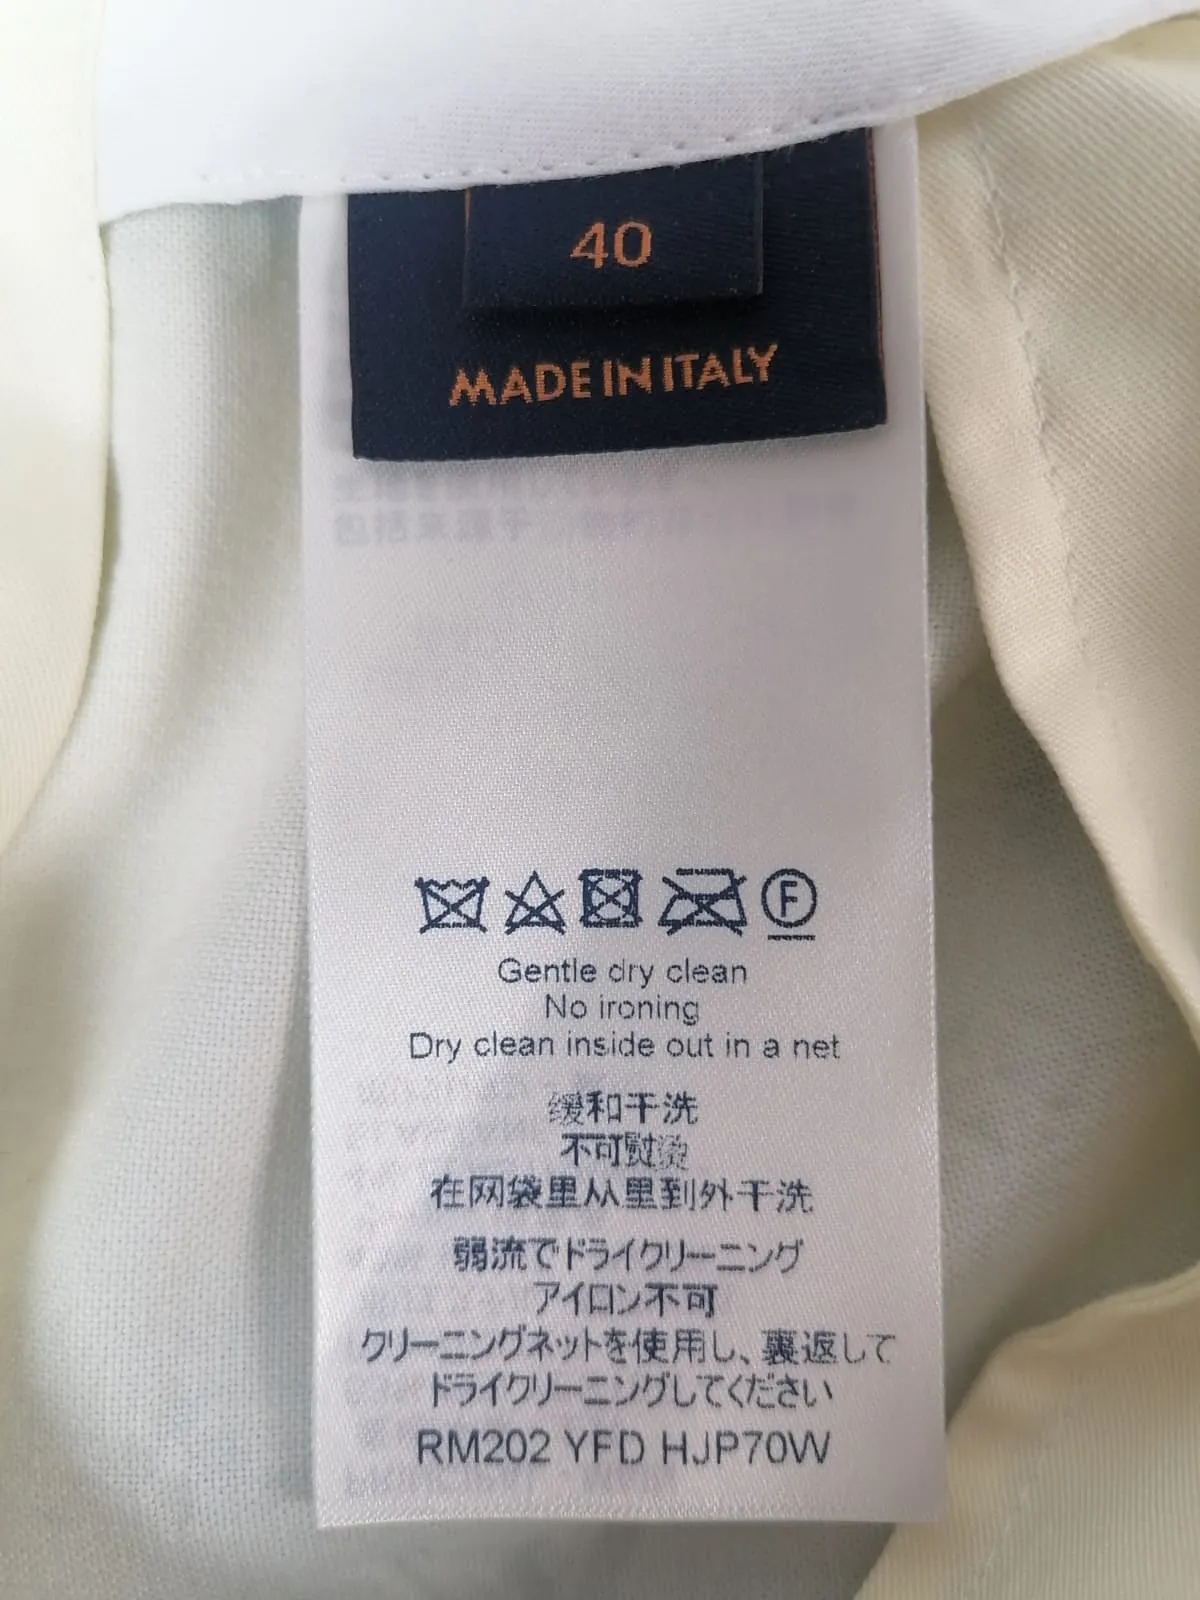 40
MADE IN ITALY
F
Gentle dry clean
No ironing
Dry clean inside out in a net
缓和干洗
不可熨烫
在网袋里从里到外干洗
弱流でドライクリーニング
アイロン不可
クリーニングネットを使用し、裏返して
ドライクリーニングしてください
RM202 YFD HJP70W